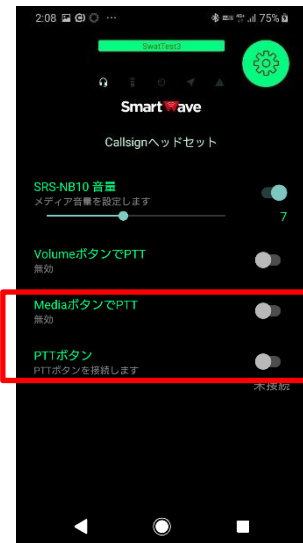 2:08 75%
SwatTest3
SmartWave
Callsignヘッドセット
SRS-NB10 音量
メディア音量を設定します
7
VolumeボタンでPTT
無効
MediaボタンでPTT
無効
PTTボタン
PTTボタンを接続します
未接続